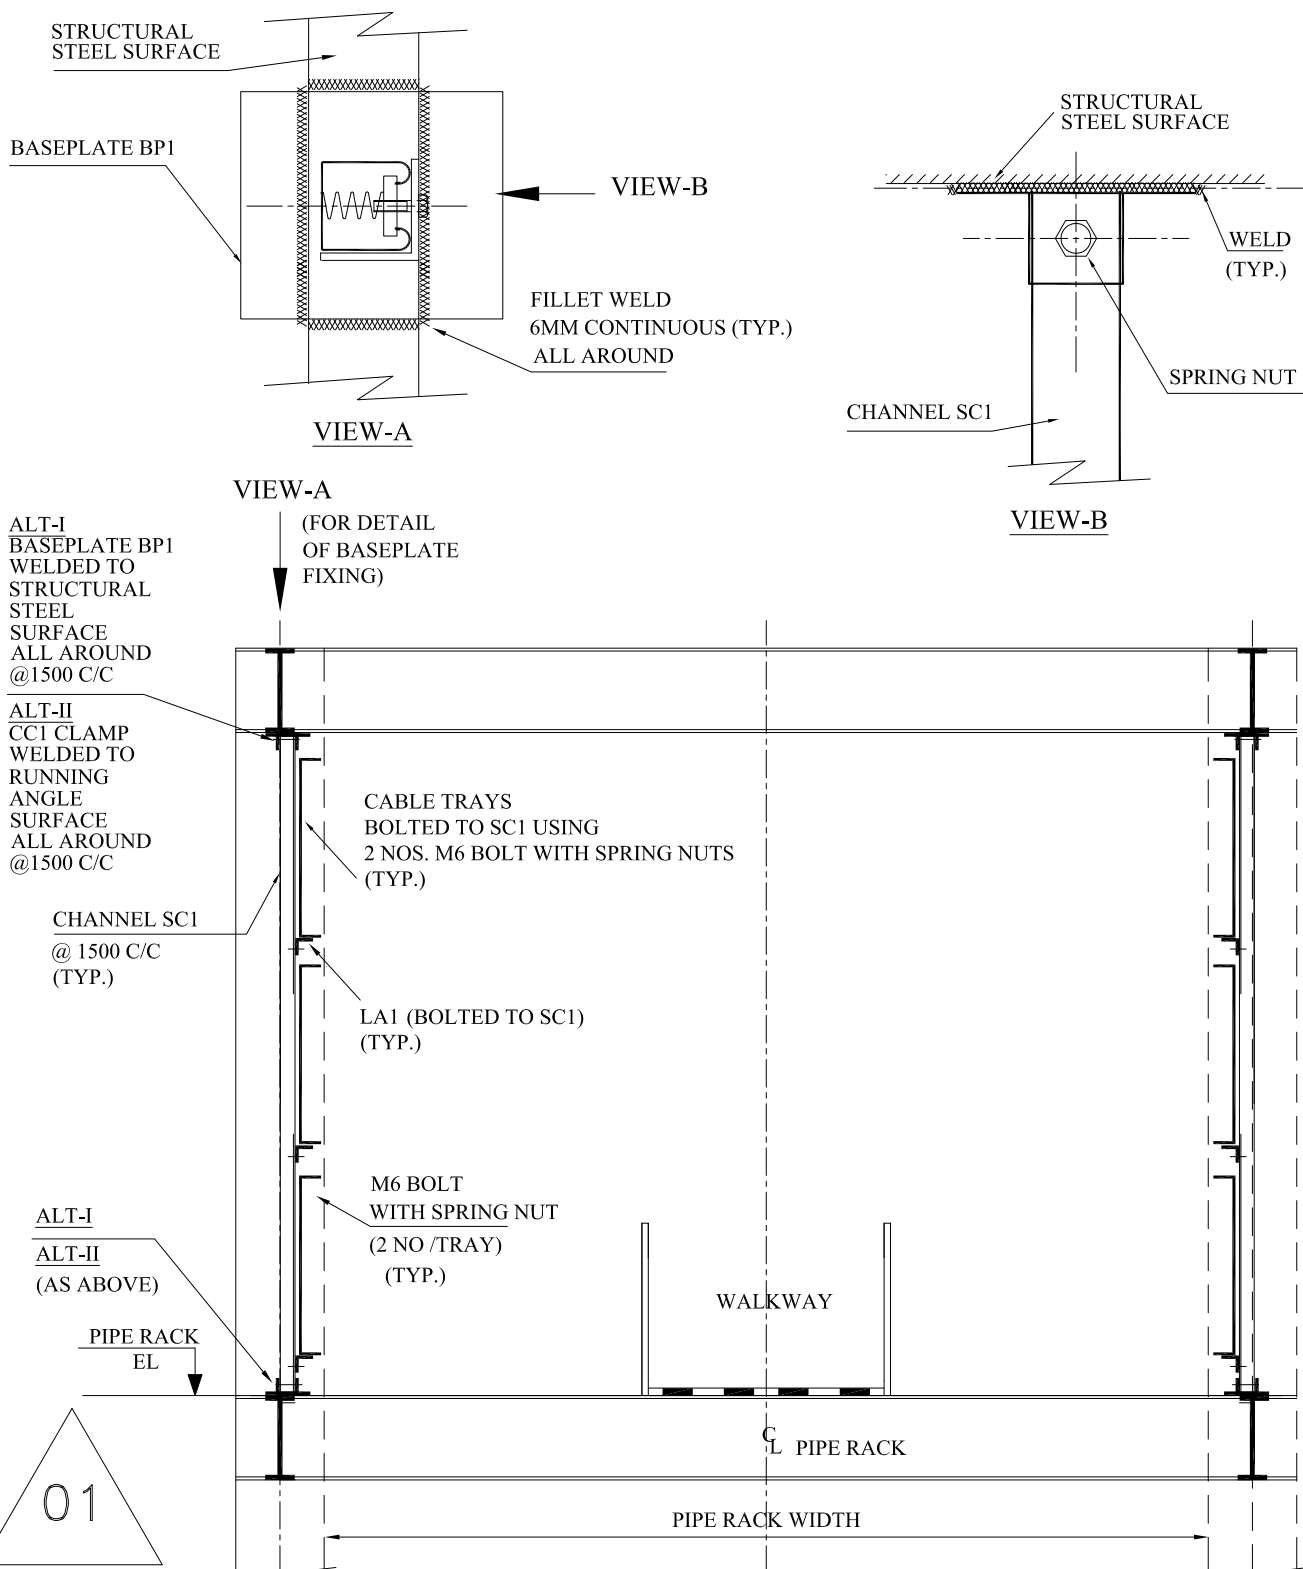 STRUCTURAL
STEEL SURFACE
BASEPLATE BP1
VIEW-B
FILLET WELD
6MM CONTINUOUS (TYP.)
ALL AROUND
VIEW-A
STRUCTURAL
STEEL SURFACE
WELD
(TYP.)
SPRING NUT
CHANNEL SC1
VIEW-B
VIEW-A
(FOR DETAIL
OF BASEPLATE
FIXING)
ALT-I
BASEPLATE BP1
WELDED TO
STRUCTURAL
STEEL
SURFACE
ALL AROUND
@1500 C/C
ALT-II
CC1 CLAMP
WELDED TO
RUNNING
ANGLE
SURFACE
ALL AROUND
@1500 C/C
CABLE TRAYS
BOLTED TO SC1 USING
2 NOS. M6 BOLT WITH SPRING NUTS
(TYP.)
CHANNEL SC1
@ 1500 C/C
(TYP.)
LA1 (BOLTED TO SC1)
(TYP.)
M6 BOLT
WITH SPRING NUT
(2 NO /TRAY)
(TYP.)
ALT-I
ALT-II
(AS ABOVE)
WALKWAY
PIPE RACK
EL
CL PIPE RACK
01
PIPE RACK WIDTH